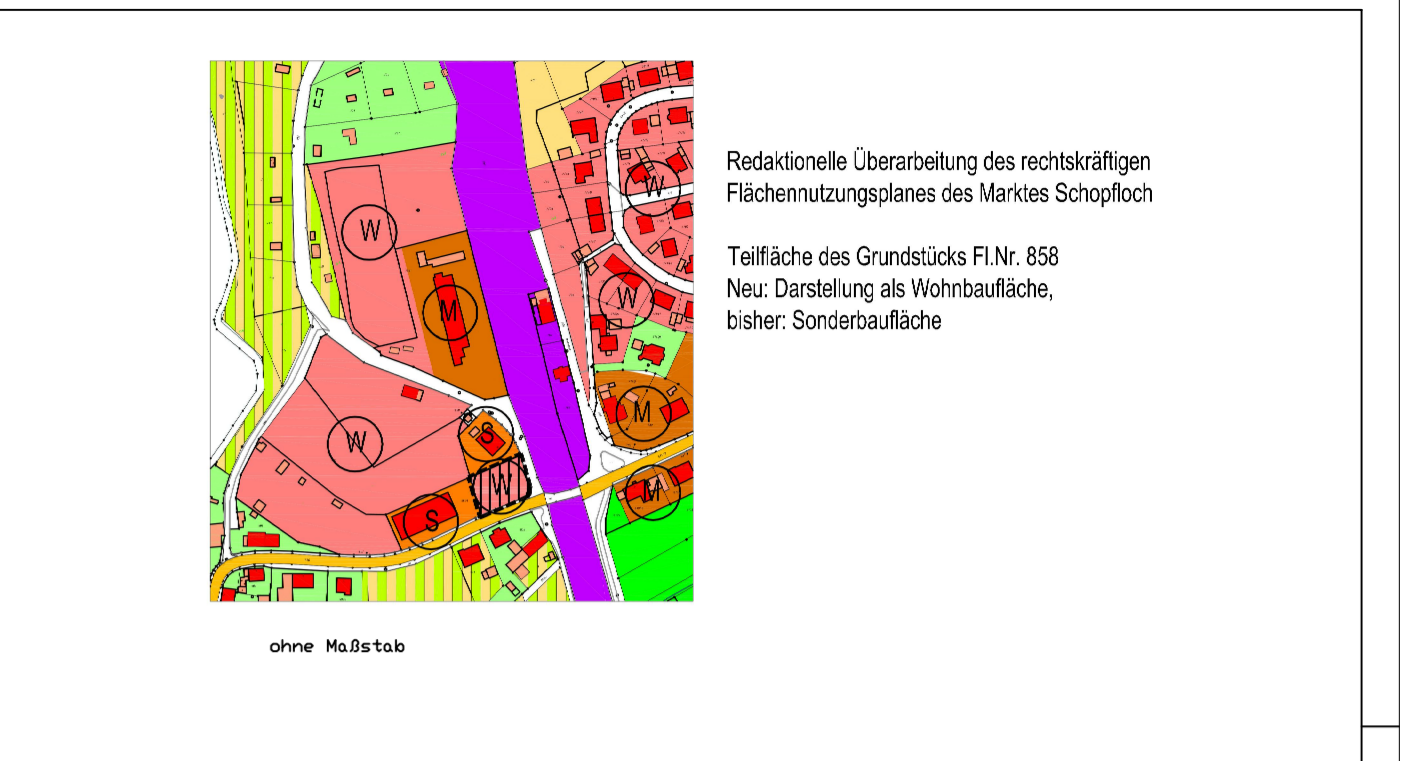 W
W
M
W
M
S
W
W
M
S
Redaktionelle Überarbeitung des rechtskräftigen
Flächennutzungsplanes des Marktes Schopfloch
Teilfläche des Grundstücks Fl.Nr. 858
Neu: Darstellung als Wohnbaufläche,
bisher: Sonderbaufläche
ohne Maßstab